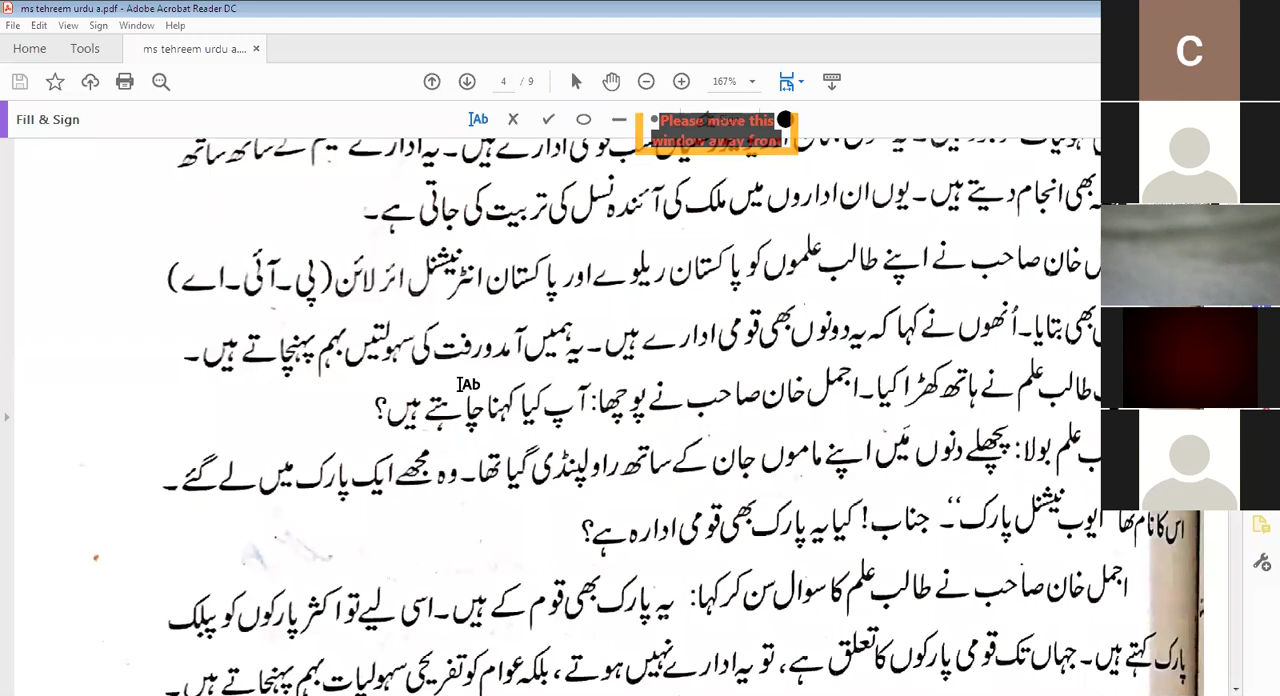 ms tehreem urdu a.pdf - Adobe Acrobat Reader DC
File Edit View Sign Window Help
Home Tools ms tehreem urdu a.... ×
4 / 9 167%
Fill & Sign
Ab
Please move this
window away from
قومی ادارے ہیں۔ یہ ادارے تعلیم کے ساتھ ساتھ
بھی انجام دیتے ہیں۔ یوں ان اداروں میں ملک کی آئندہ نسل کی تربیت کی جاتی ہے۔
خان صاحب نے اپنے طالب علموں کو پاکستان ریلوے اور پاکستان انٹرنیشنل ائر لائن (پی۔آئی۔اے)
بھی بتایا۔ اُنھوں نے کہا کہ یہ دونوں بھی قومی ادارے ہیں۔ یہ ہمیں آمدورفت کی سہولتیں بہم پہنچاتے ہیں۔
طالب علم نے ہاتھ کھڑا کیا۔ اجمل خان صاحب نے پوچھا: آپ کیا کہنا چاہتے ہیں؟
Ab
علم بولا: پچھلے دنوں مَیں اپنے ماموں جان کے ساتھ راولپنڈی گیا تھا۔ وہ مجھے ایک پارک میں لے گئے۔
اس کا نام تھا ایوب نیشنل پارک‘‘۔ جناب! کیا یہ پارک بھی قومی ادارہ ہے؟
اجمل خان صاحب نے طالب علم کا سوال سن کر کہا: یہ پارک بھی قوم کے ہیں۔ اسی لیے تو اکثر پارکوں کو پبلک
پارک کہتے ہیں۔ جہاں تک قومی پارکوں کا تعلق ہے، تو یہ ادارے نہیں ہوتے، بلکہ عوام کو تفریحی سہولیات بہم پہنچاتے ہیں۔
C